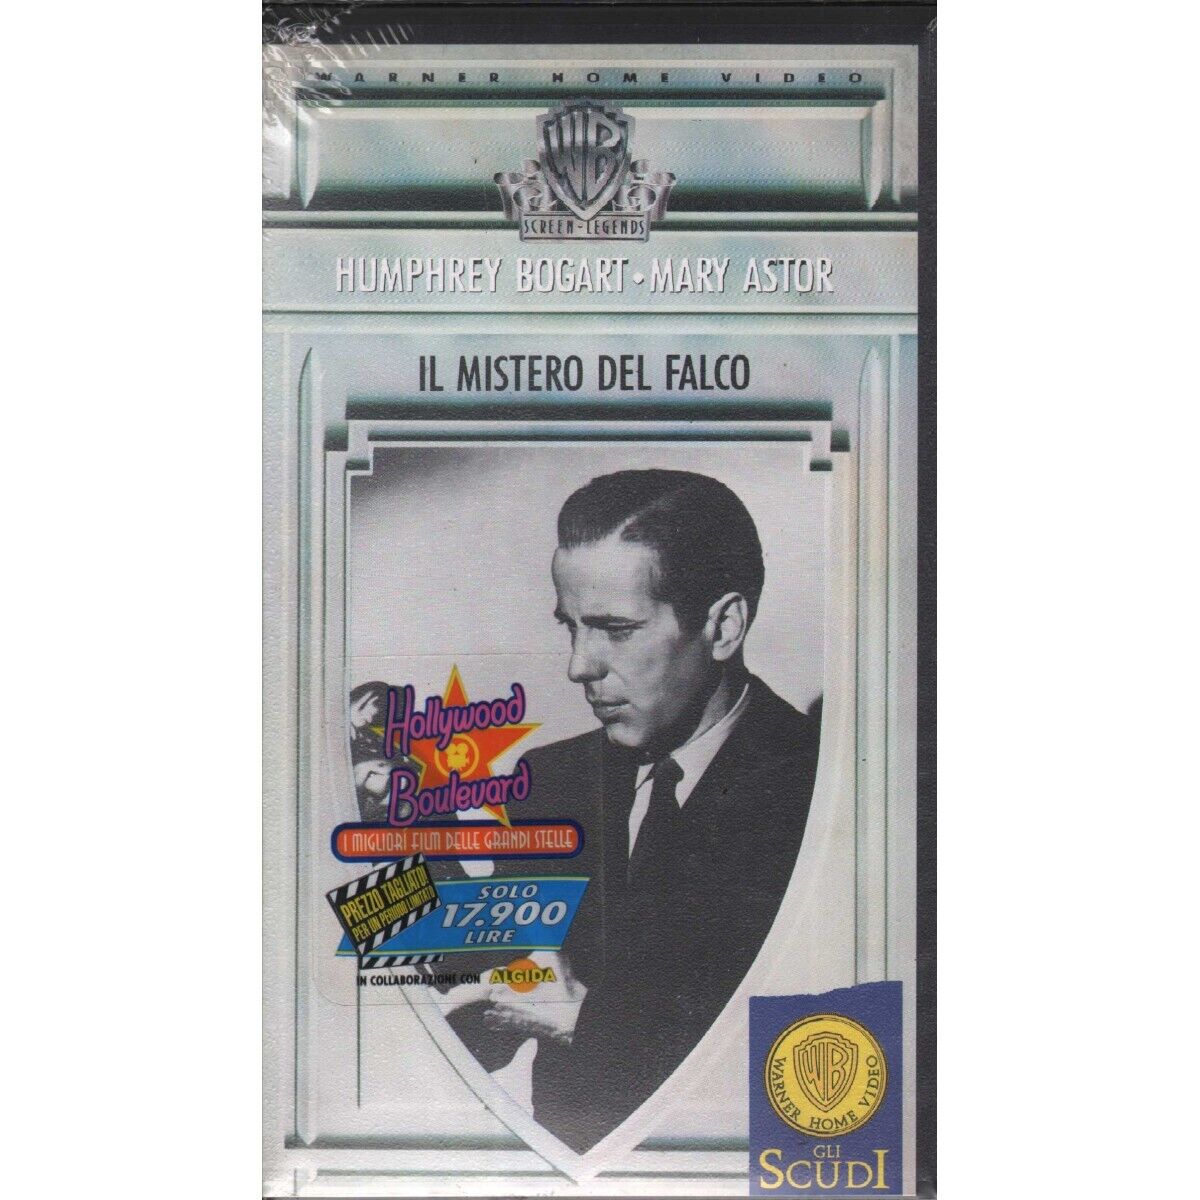 WARNER HOME VIDEO
WB
SCREEN-LEGENDS
HUMPHREY BOGART • MARY ASTOR
IL MISTERO DEL FALCO
Hollywood
Boulevard
I MIGLIORI FILM DELLE GRANDI STELLE
PREZZO TAGLIATO!
PER UN PERIODO LIMITATO
SOLO
17.900
LIRE
IN COLLABORAZIONE CON ALGIDA
WB
WARNER HOME VIDEO
GLI
SCUDI